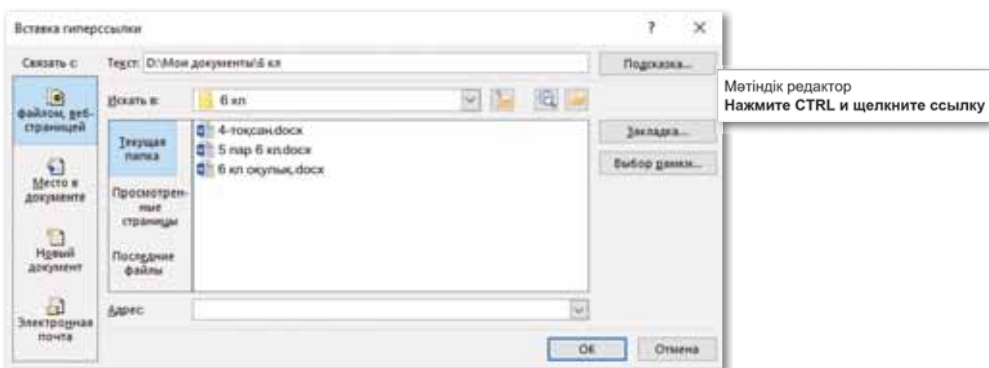 Вставка гиперссылки
? ×
Связать с:
Текст: D:\Мои документы\6 кл
Подсказка...
Мәтіндік редактор
Нажмите CTRL и щелкните ссылку
файлом, веб-
страницей
Искать в:
6 кл
Текущая
папка
4-тоқсан.docx
5 пар 6 кл.docx
6 кл оқулық.docx
Закладка...
Выбор рамки...
Место в
документе
Просмотрен-
ные
страницы
Новый
документ
Последние
файлы
Электронная
почта
Адрес:
ОК
Отмена